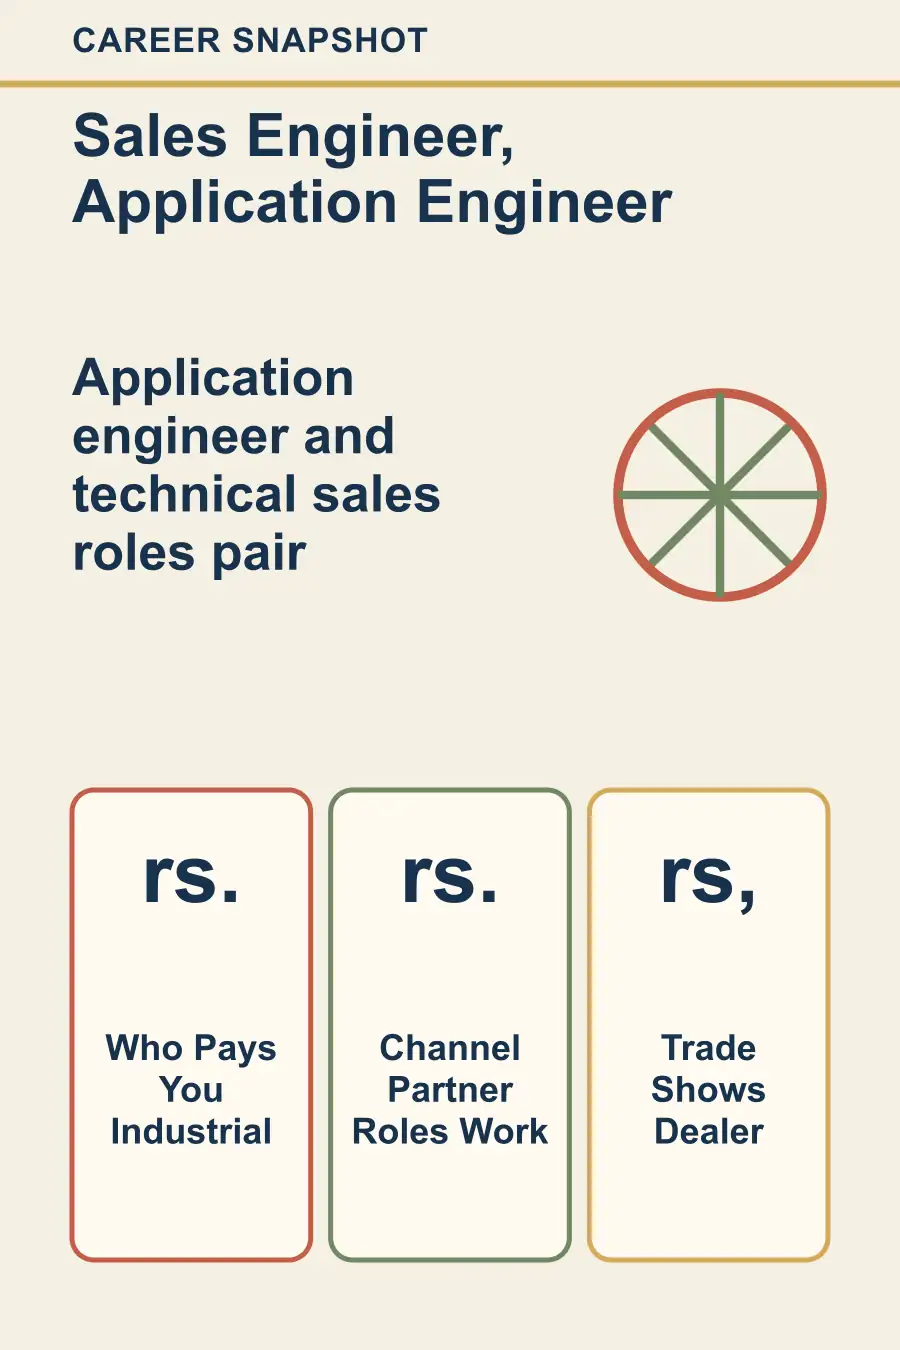 CAREER SNAPSHOT
Sales Engineer,
Application Engineer
Application
engineer and
technical sales
roles pair
rs.
Who Pays
You
Industrial
rs.
Channel
Partner
Roles Work
rs,
Trade
Shows
Dealer